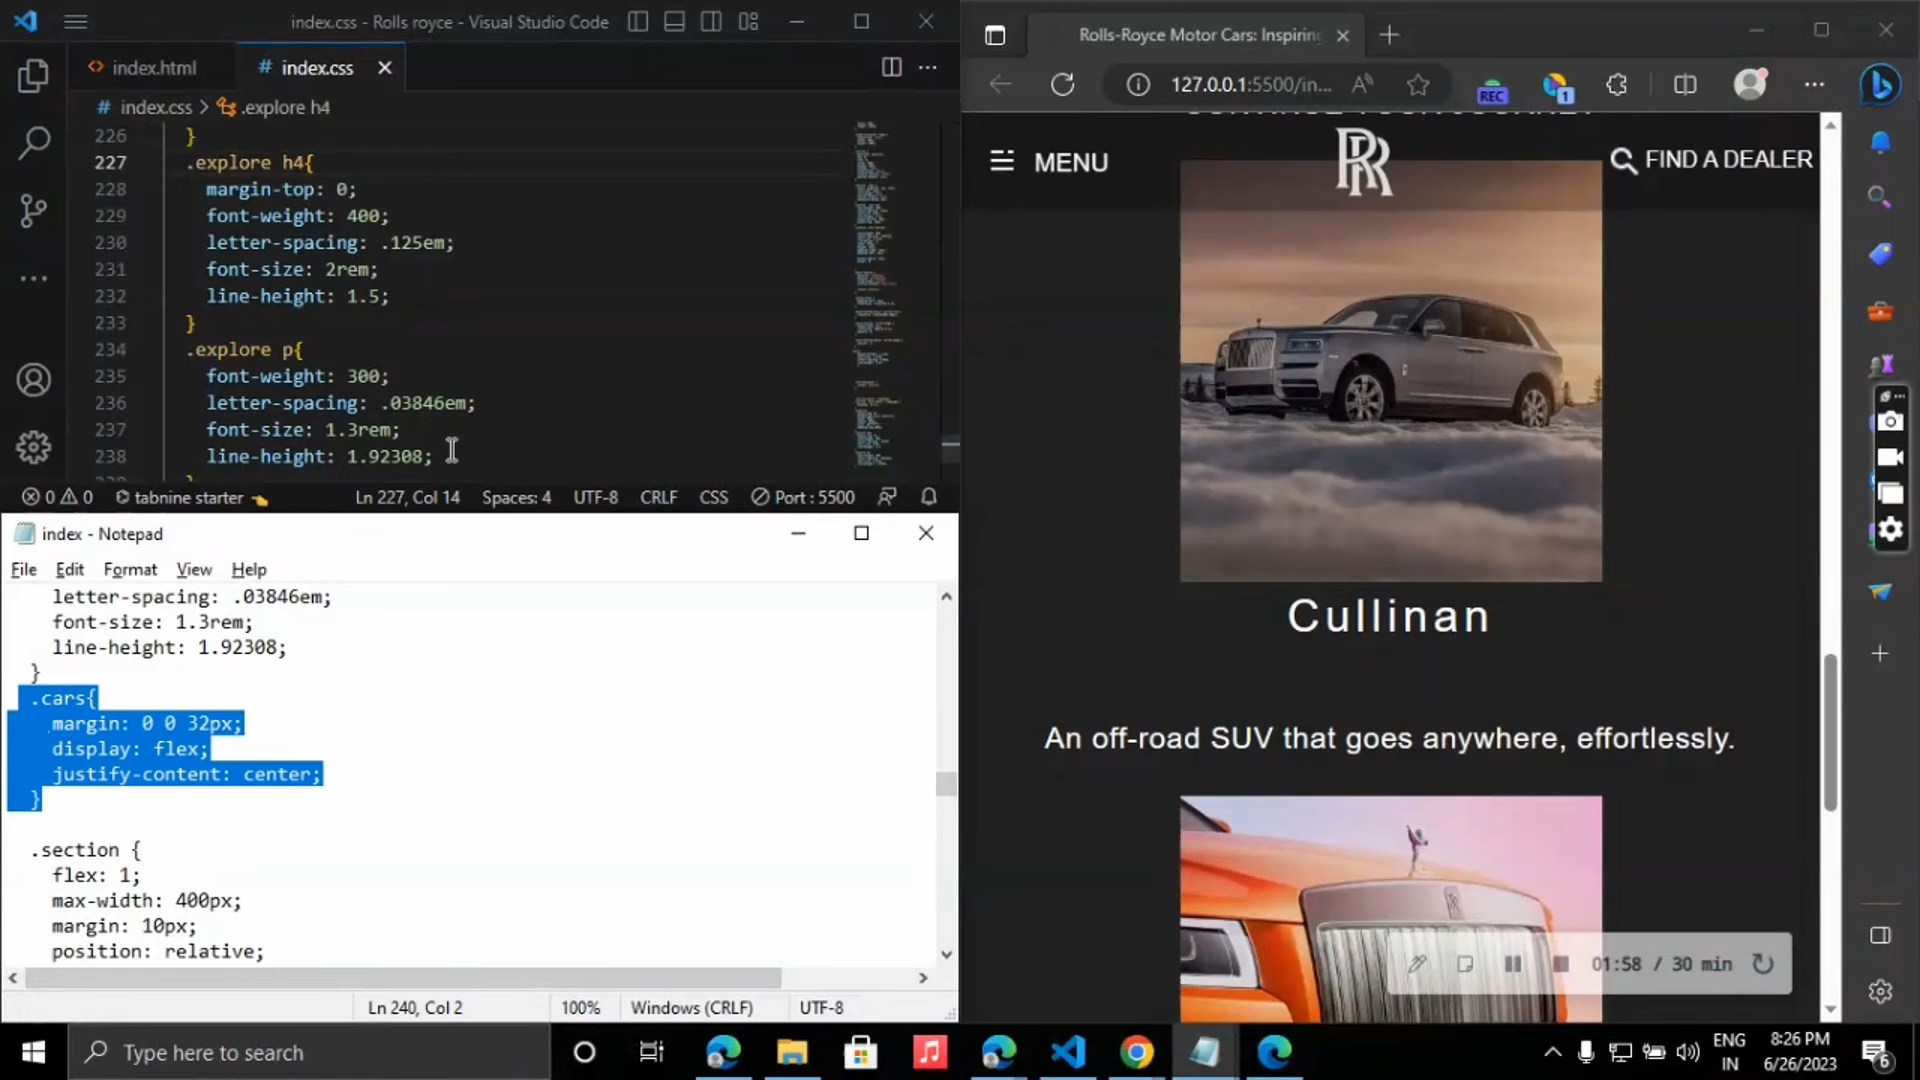 index.css - Rolls royce - Visual Studio Code
<> index.html
# index.css
# index.css > .explore h4
226 }
227 .explore h4{
228 margin-top: 0;
229 font-weight: 400;
230 letter-spacing: .125em;
231 font-size: 2rem;
232 line-height: 1.5;
233 }
234 .explore p{
235 font-weight: 300;
236 letter-spacing: .03846em;
237 font-size: 1.3rem;
238 line-height: 1.92308;
0 0 tabnine starter Ln 227, Col 14 Spaces: 4 UTF-8 CRLF CSS Port : 5500
index - Notepad
File Edit Format View Help
letter-spacing: .03846em;
font-size: 1.3rem;
line-height: 1.92308;
}
.cars{
margin: 0 0 32px;
display: flex;
justify-content: center;
}
.section {
flex: 1;
max-width: 400px;
margin: 10px;
position: relative;
Ln 240, Col 2 100% Windows (CRLF) UTF-8
Rolls-Royce Motor Cars: Inspiring
127.0.0.1:5500/in...
REC
1
MENU
FIND A DEALER
Cullinan
An off-road SUV that goes anywhere, effortlessly.
01:58 / 30 min
Type here to search
ENG
IN
8:26 PM
6/26/2023
6